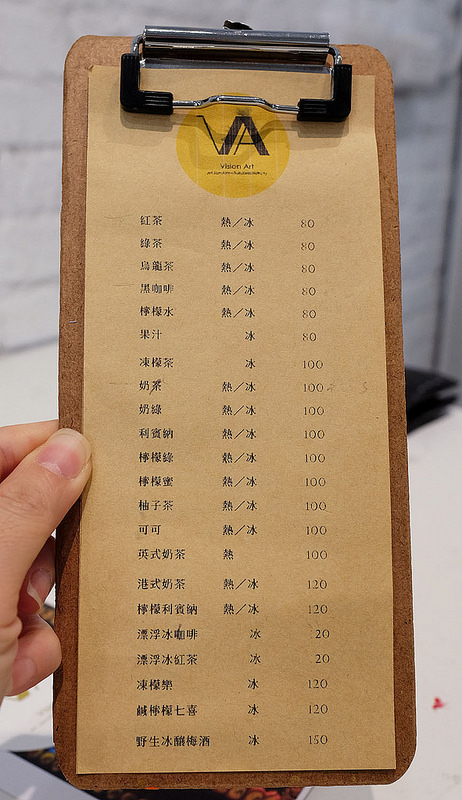 VA
Vision Art
紅茶 熱／冰 80
綠茶 熱／冰 80
烏龍茶 熱／冰 80
黑咖啡 熱／冰 80
檸檬水 熱／冰 80
果汁 冰 80
凍檬茶 冰 100
奶茶 熱／冰 100
奶綠 熱／冰 100
利賓納 熱／冰 100
檸檬綠 熱／冰 100
檸檬蜜 熱／冰 100
柚子茶 熱／冰 100
可可 熱／冰 100
英式奶茶 熱 100
港式奶茶 熱／冰 120
檸檬利賓納 熱／冰 120
漂浮冰咖啡 冰 20
漂浮冰紅茶 冰 20
凍檬樂 冰 120
鹹檸檬七喜 冰 120
野生冰釀梅酒 冰 150